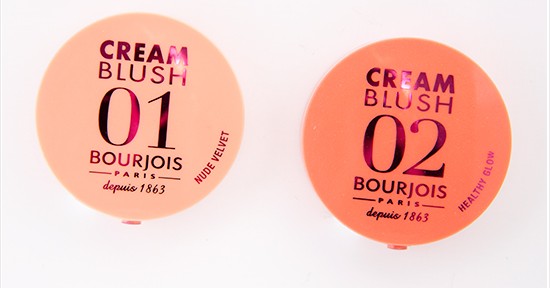 CREAM
BLUSH
01
BOURJOIS
PARIS
depuis 1863
NUDE VELVET
CREAM
BLUSH
02
BOURJOIS
PARIS
depuis 1863
HEALTHY GLOW